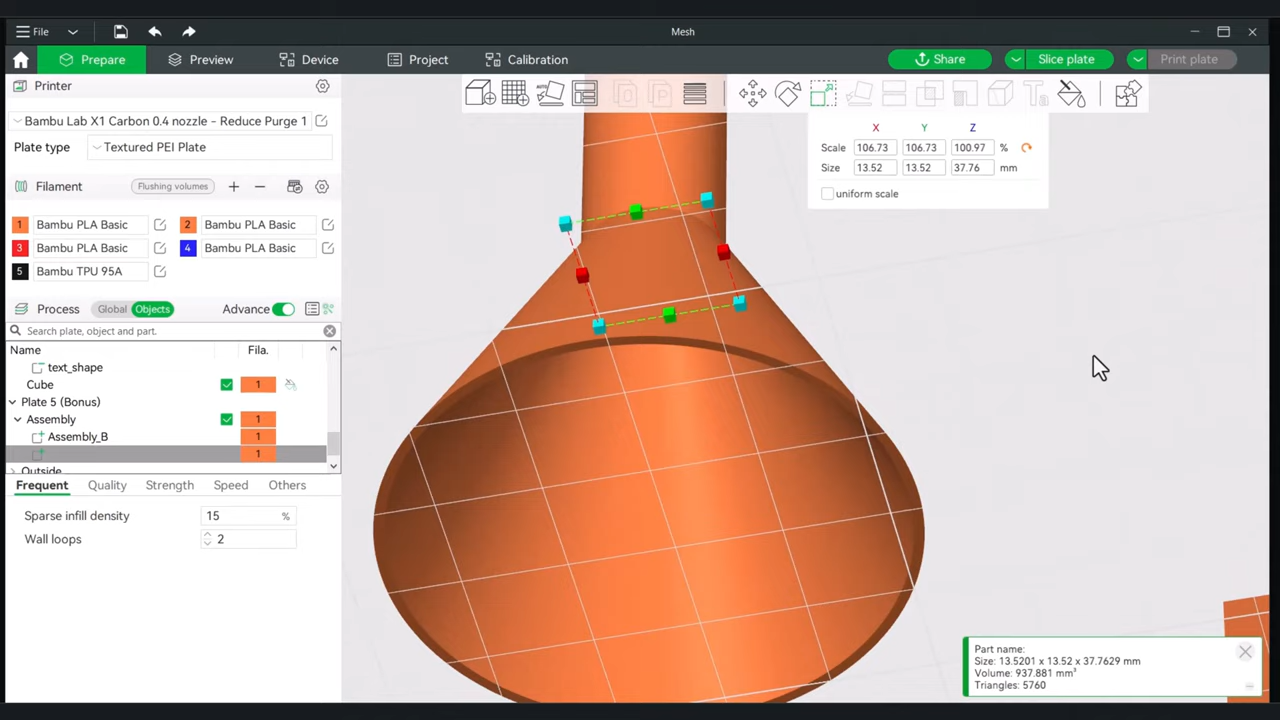 File
Mesh
Prepare
Preview
Device
Project
Calibration
Share
Slice plate
Print plate
Printer
Bambu Lab X1 Carbon 0.4 nozzle - Reduce Purge 1
Plate type
Textured PEI Plate
Filament
Flushing volumes
1 Bambu PLA Basic 2 Bambu PLA Basic
3 Bambu PLA Basic 4 Bambu PLA Basic
5 Bambu TPU 95A
Process Global Objects Advance
Search plate, object and part.
Name Fila.
text_shape
Cube 1
Plate 5 (Bonus)
Assembly 1
Assembly_B 1
1
Outside
Frequent Quality Strength Speed Others
Sparse infill density 15 %
Wall loops 2
AUTO
X Y Z
Scale 106.73 106.73 100.97 %
Size 13.52 13.52 37.76 mm
uniform scale
Part name:
Size: 13.5201 x 13.52 x 37.7629 mm
Volume: 937.881 mm³
Triangles: 5760